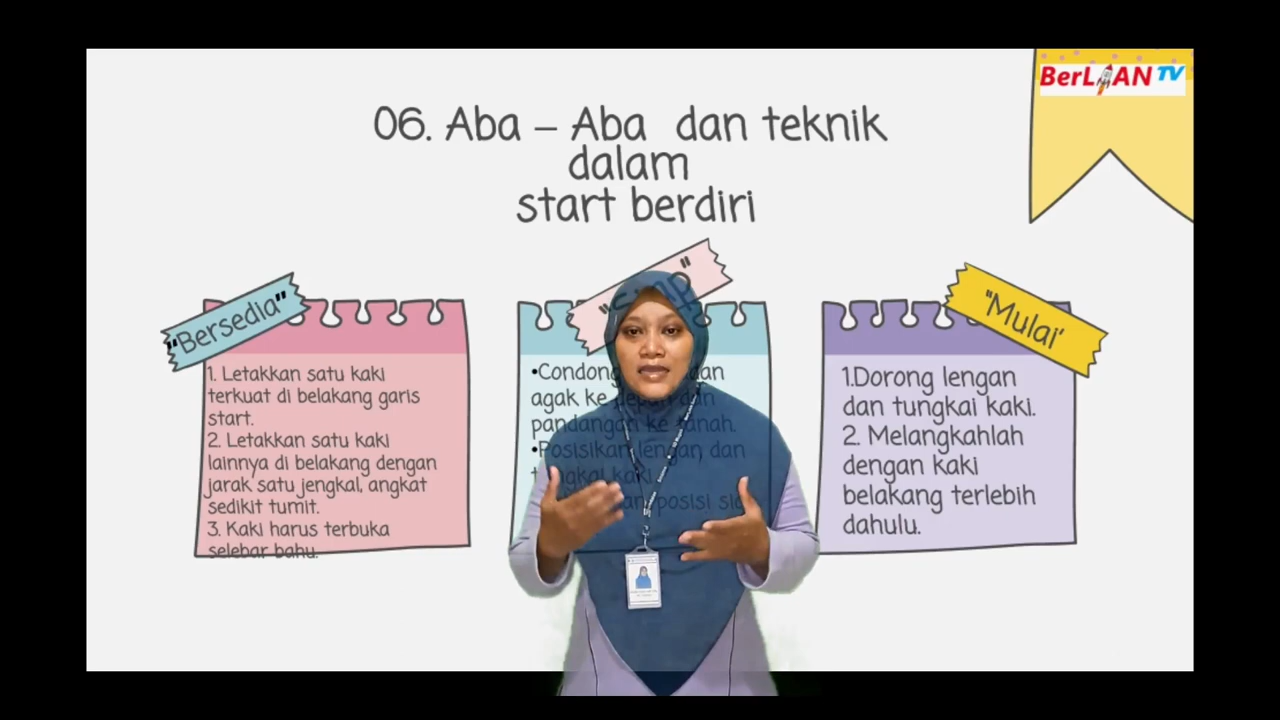 BerLIAN TV
06. Aba – Aba dan teknik
dalam
start berdiri
"Bersedia"
1. Letakkan satu kaki
terkuat di belakang garis
start.
2. Letakkan satu kaki
lainnya di belakang dengan
jarak satu jengkal, angkat
sedikit tumit.
3. Kaki harus terbuka
selebar bahu.
•Condong
agak ke depan dan
pandangan ke tanah.
•Posisikan lengan, dan
tungkai kaki
posisi
"Mulai'
1.Dorong lengan
dan tungkai kaki.
2. Melangkahlah
dengan kaki
belakang terlebih
dahulu.